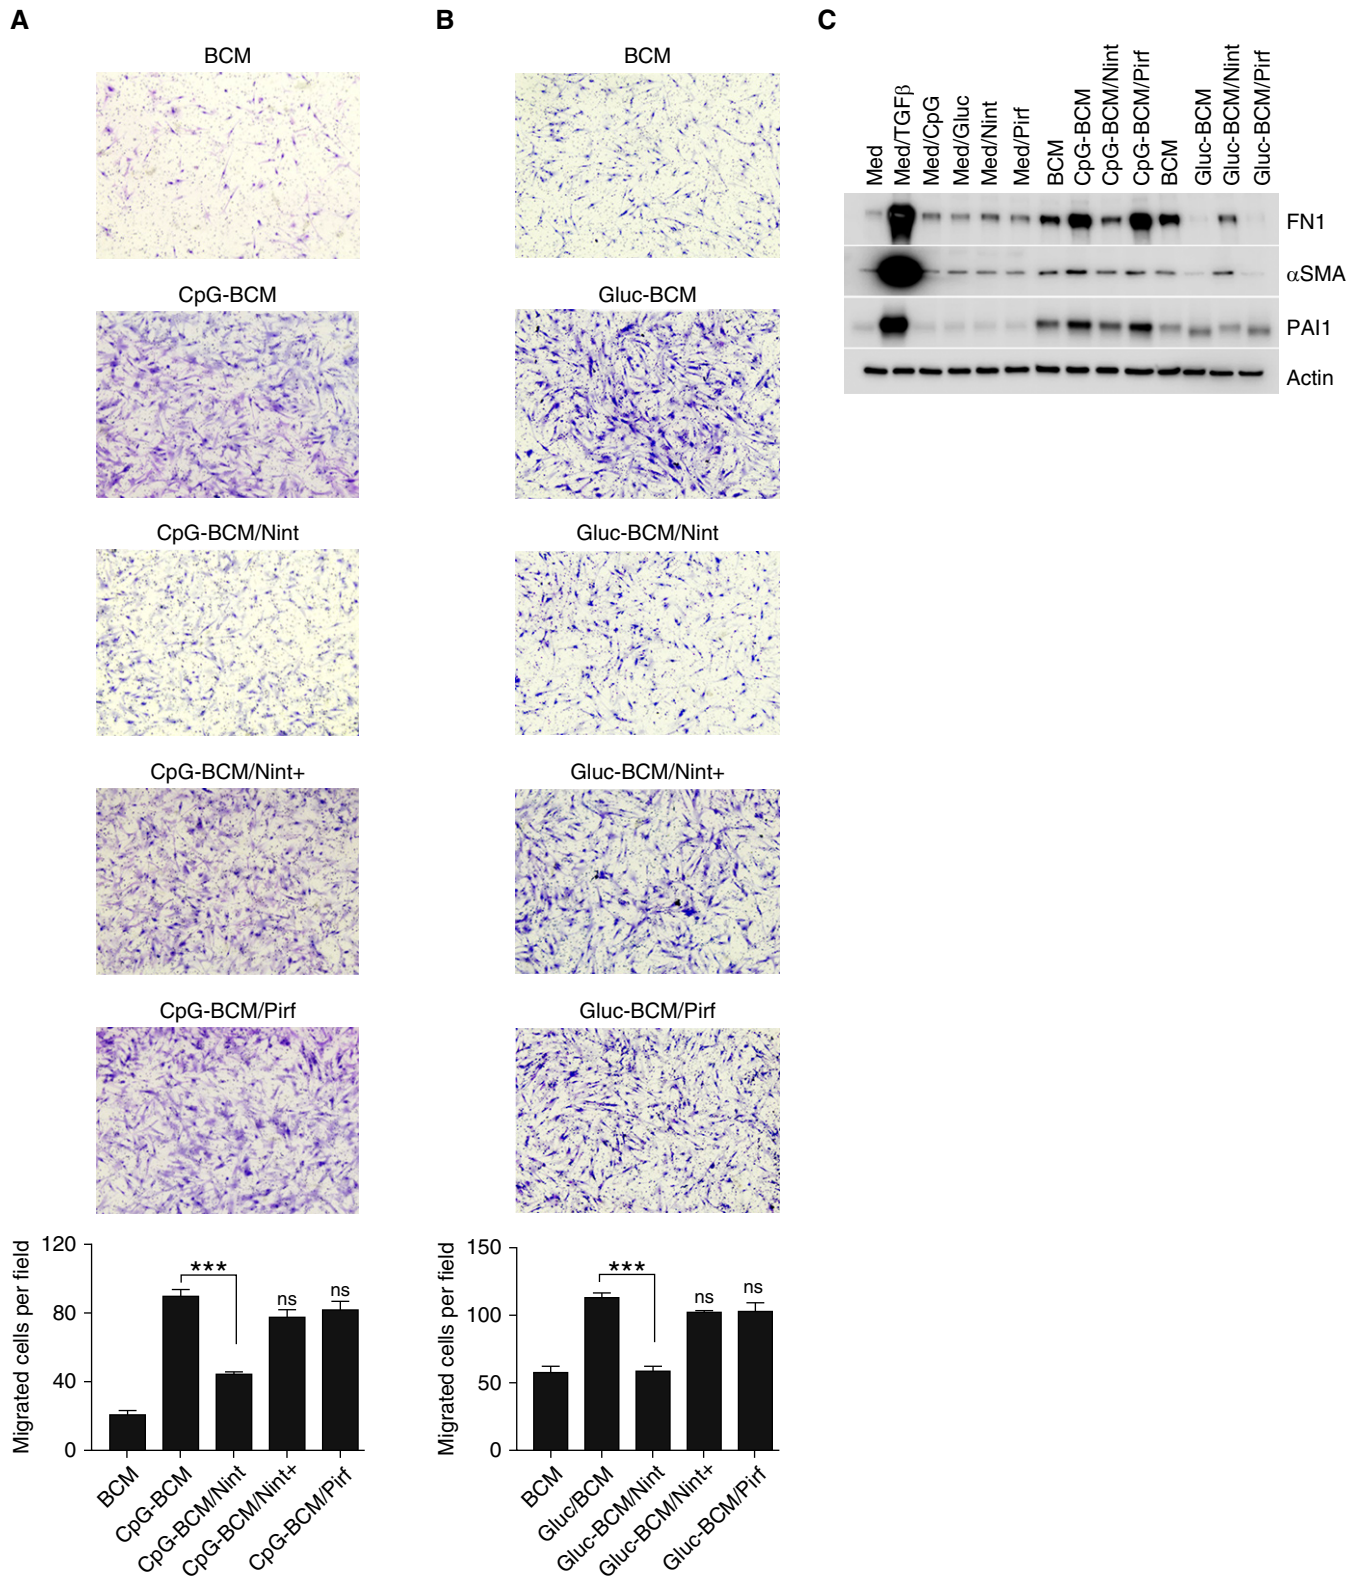 A
BCM
CpG-BCM
CpG-BCM/Nint
CpG-BCM/Nint+
CpG-BCM/Pirf
120
80
40
0
Migrated cells per field
***
ns
ns
BCM
CpG-BCM
CpG-BCM/Nint
CpG-BCM/Nint+
CpG-BCM/Pirf
B
BCM
Gluc-BCM
Gluc-BCM/Nint
Gluc-BCM/Nint+
Gluc-BCM/Pirf
150
100
50
0
Migrated cells per field
***
ns
ns
BCM
Gluc/BCM
Gluc-BCM/Nint
Gluc-BCM/Nint+
Gluc-BCM/Pirf
C
Med
Med/TGFβ
Med/CpG
Med/Gluc
Med/Nint
Med/Pirf
BCM
CpG-BCM
CpG-BCM/Nint
CpG-BCM/Pirf
BCM
Gluc-BCM
Gluc-BCM/Nint
Gluc-BCM/Pirf
FN1
αSMA
PAI1
Actin